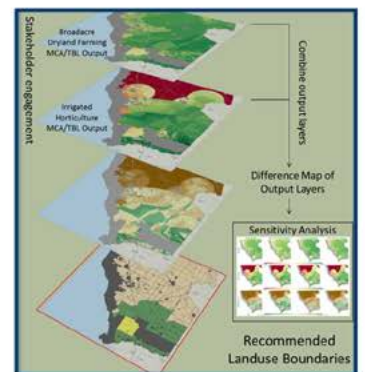 Stakeholder engagement
Broadacre
Dryland Farming
MCA/TBL Output
Irrigated
Horticulture
MCA/TBL Output
Combine output
layers
Difference Map of
Output Layers
Sensitivity Analysis
Recommended
Landuse Boundaries